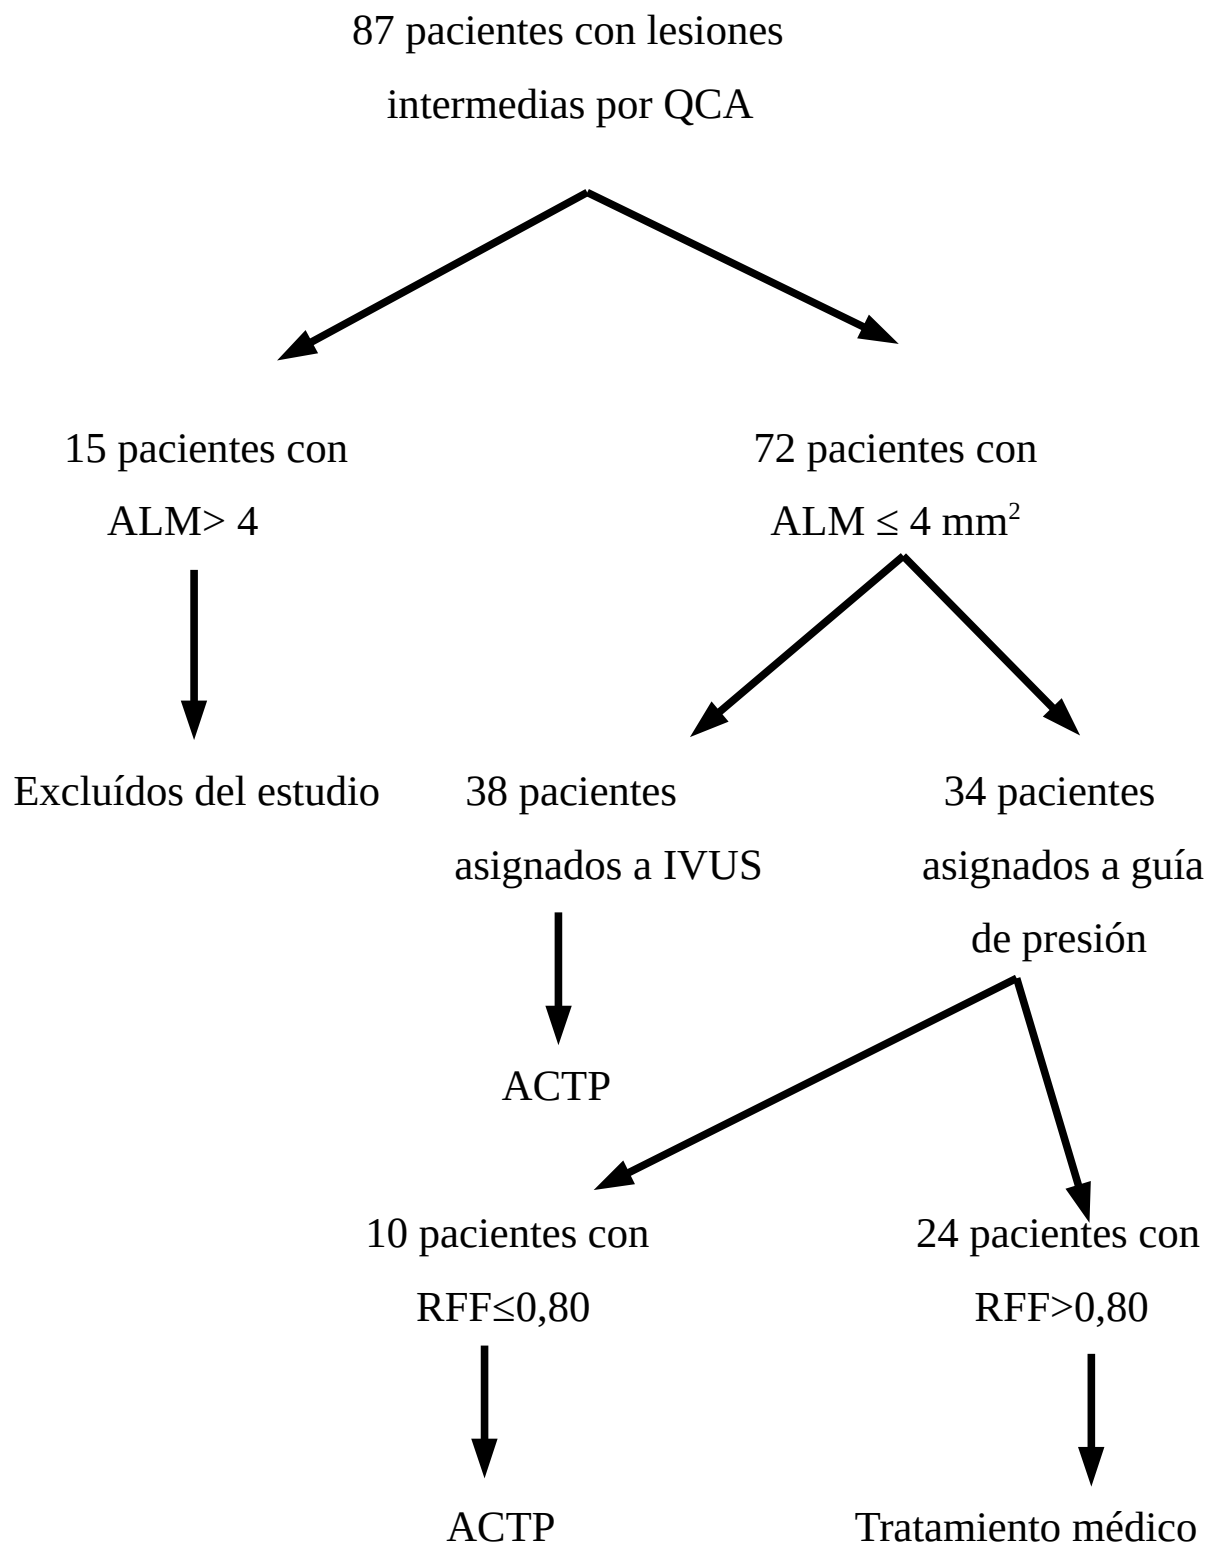 87 pacientes con lesiones
intermedias por QCA
15 pacientes con
ALM> 4
72 pacientes con
ALM ≤ 4 mm²
Excluídos del estudio
38 pacientes
asignados a IVUS
34 pacientes
asignados a guía
de presión
ACTP
10 pacientes con
RFF≤0,80
24 pacientes con
RFF>0,80
ACTP
Tratamiento médico